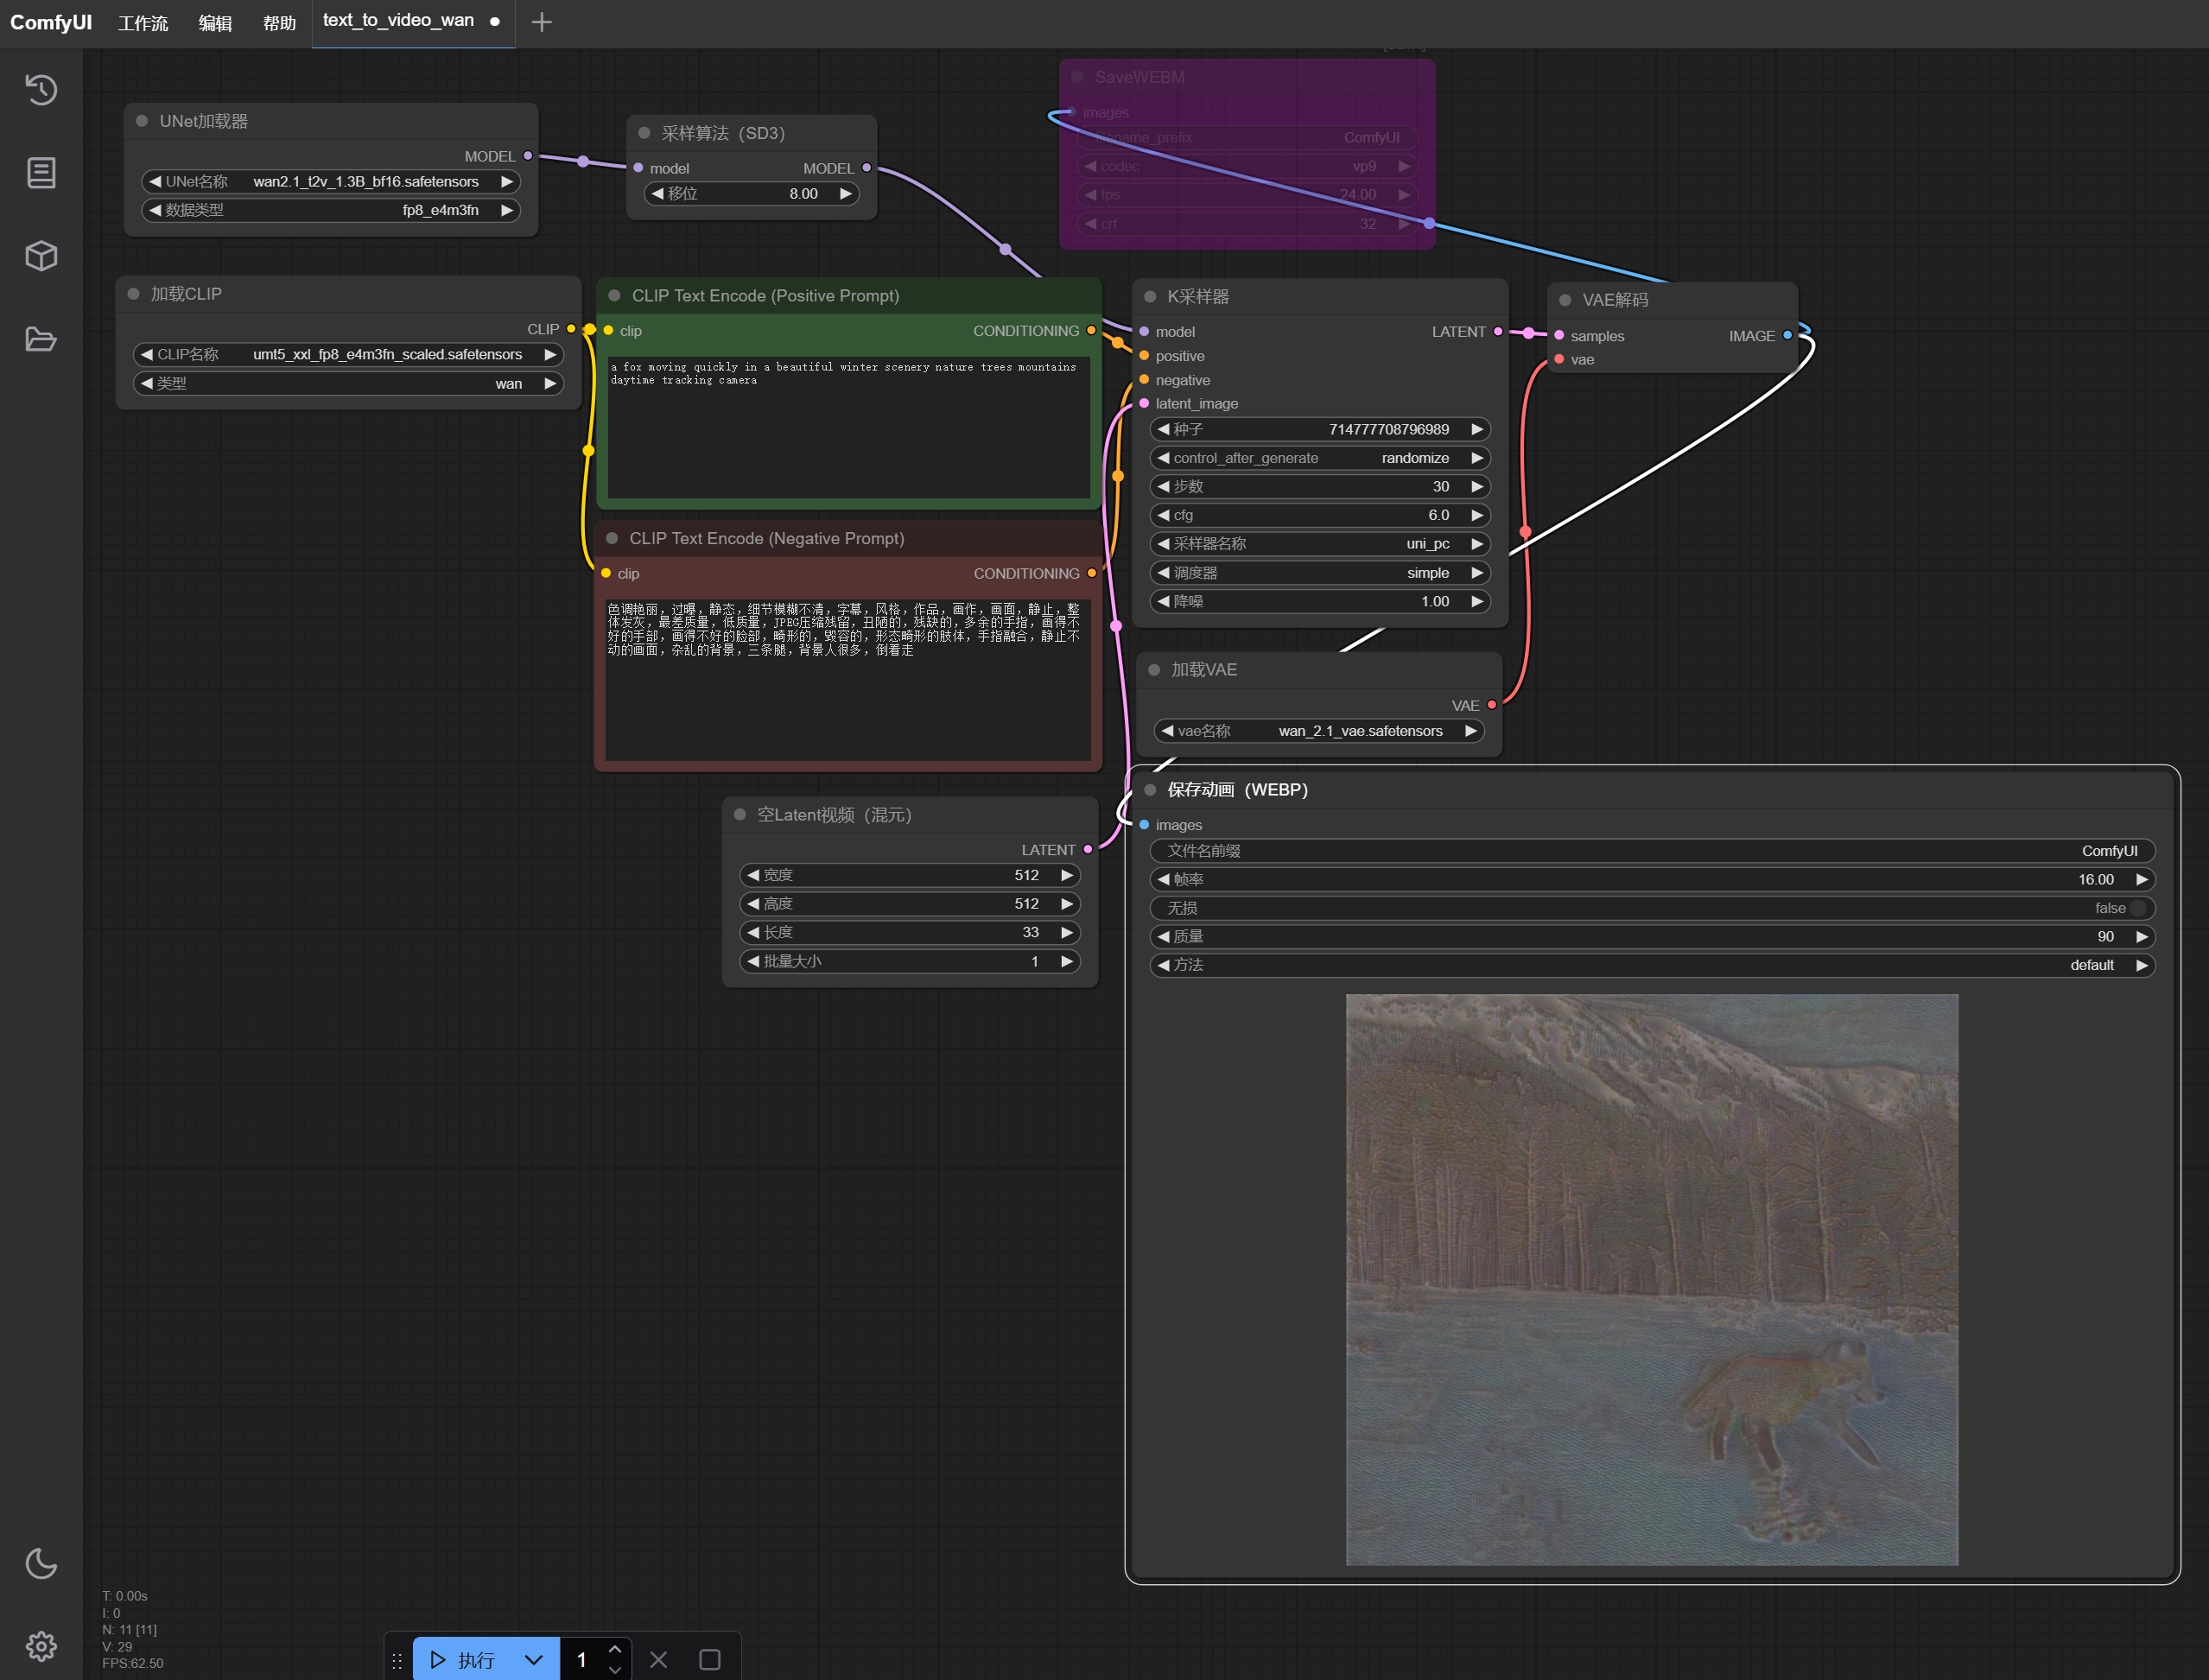 ComfyUI 工作流 编辑 帮助 text_to_video_wan
SaveWEBM
images
filename_prefix ComfyUI
codec vp9
fps 24.00
crf 32
UNet加载器
MODEL
UNet名称 wan2.1_t2v_1.3B_bf16.safetensors
数据类型 fp8_e4m3fn
采样算法（SD3）
model MODEL
移位 8.00
加载CLIP
CLIP
CLIP名称 umt5_xxl_fp8_e4m3fn_scaled.safetensors
类型 wan
CLIP Text Encode (Positive Prompt)
clip CONDITIONING
a fox moving quickly in a beautiful winter scenery nature trees mountains
daytime tracking camera
CLIP Text Encode (Negative Prompt)
clip CONDITIONING
色调艳丽，过曝，静态，细节模糊不清，字幕，风格，作品，画作，画面，静止，整
体发灰，最差质量，低质量，JPEG压缩残留，丑陋的，残缺的，多余的手指，画得不
好的手部，画得不好的脸部，畸形的，毁容的，形态畸形的肢体，手指融合，静止不
动的画面，杂乱的背景，三条腿，背景人很多，倒着走
K采样器
model LATENT
positive
negative
latent_image
种子 714777708796989
control_after_generate randomize
步数 30
cfg 6.0
采样器名称 uni_pc
调度器 simple
降噪 1.00
VAE解码
samples IMAGE
vae
加载VAE
VAE
vae名称 wan_2.1_vae.safetensors
空Latent视频（混元）
LATENT
宽度 512
高度 512
长度 33
批量大小 1
保存动画（WEBP）
images
文件名前缀 ComfyUI
帧率 16.00
无损 false
质量 90
方法 default
T: 0.00s
I: 0
N: 11 [11]
V: 29
FPS:62.50
执行 1